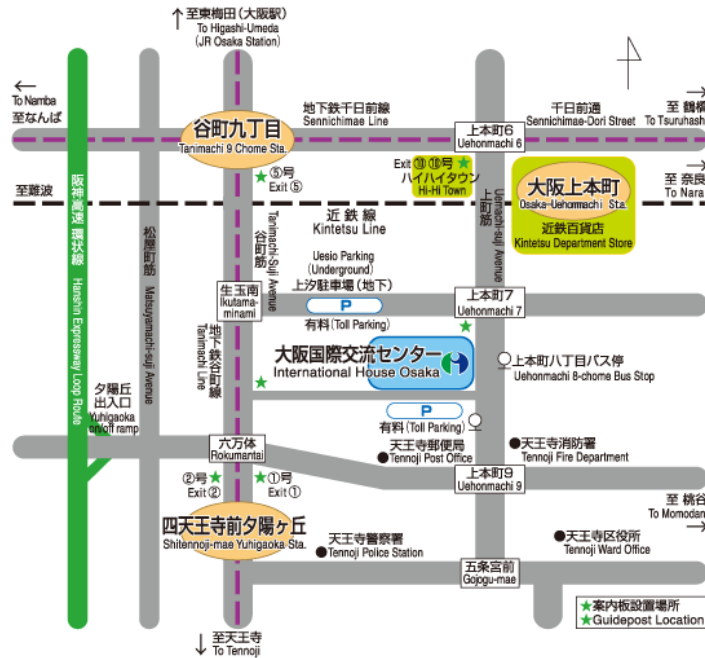 ↑至東梅田(大阪駅)
To Higashi-Umeda
(JR Osaka Station)
←
To Namba
至なんば
谷町九丁目
Tanimachi 9 Chome Sta.
地下鉄千日前線
Sennichimae Line
上本町6
Uehonmachi 6
千日前通
Sennichimae-Dori Street
→
至 鶴橋
To Tsuruhashi
★⑤号
Exit ⑤
Exit ⑭ ⑯号 ★
ハイハイタウン
Hi-Hi Town
大阪上本町
Osaka-Uehonmachi Sta.
近鉄百貨店
Kintetsu Department Store
→
至 奈良
To Nara
至難波
近鉄線
Kintetsu Line
阪神高速 環状線 Hanshin Expressway Loop Route
松屋町筋 Matsuyamachi-suji Avenue
Tanimachi-Suji Avenue
谷町筋
上町筋
Uemachi-suji Avenue
Uesio Parking
(Underground)
上汐駐車場(地下)
P
有料(Toll Parking)
生玉南
Ikutama-
minami
上本町7
Uehonmachi 7
地下鉄谷町線
Tanimachi Line
大阪国際交流センター
International House Osaka
上本町八丁目バス停
Uehonmachi 8-chome Bus Stop
夕陽丘
出入口
Yuhigaoka
on/off ramp
P
有料(Toll Parking)
六万体
Rokumantai
天王寺郵便局
●Tennoji Post Office
●天王寺消防署
Tennoji Fire Department
②号★
Exit ②
★①号
Exit ①
上本町9
Uehonmachi 9
至 桃谷
To Momodani
→
四天王寺前夕陽ヶ丘
Shitennoji-mae Yuhigaoka Sta.
天王寺警察署
●Tennoji Police Station
●天王寺区役所
Tennoji Ward Office
五条宮前
Gojogu-mae
★案内板設置場所
★Guidepost Location
↓至天王寺
To Tennoji